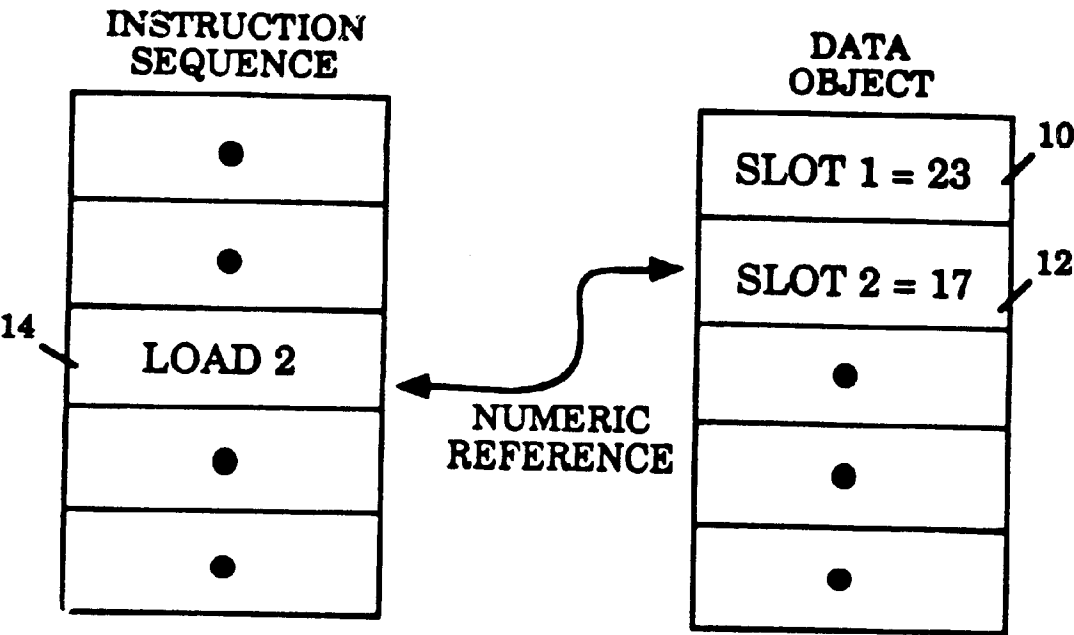 INSTRUCTION
SEQUENCE
DATA
OBJECT
10
SLOT 1 = 23
12
SLOT 2 = 17
14
LOAD 2
NUMERIC
REFERENCE